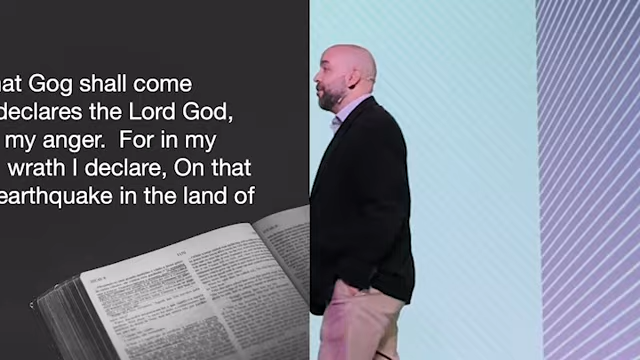 at Gog shall come
declares the Lord God,
my anger. For in my
wrath I declare, On that
earthquake in the land of